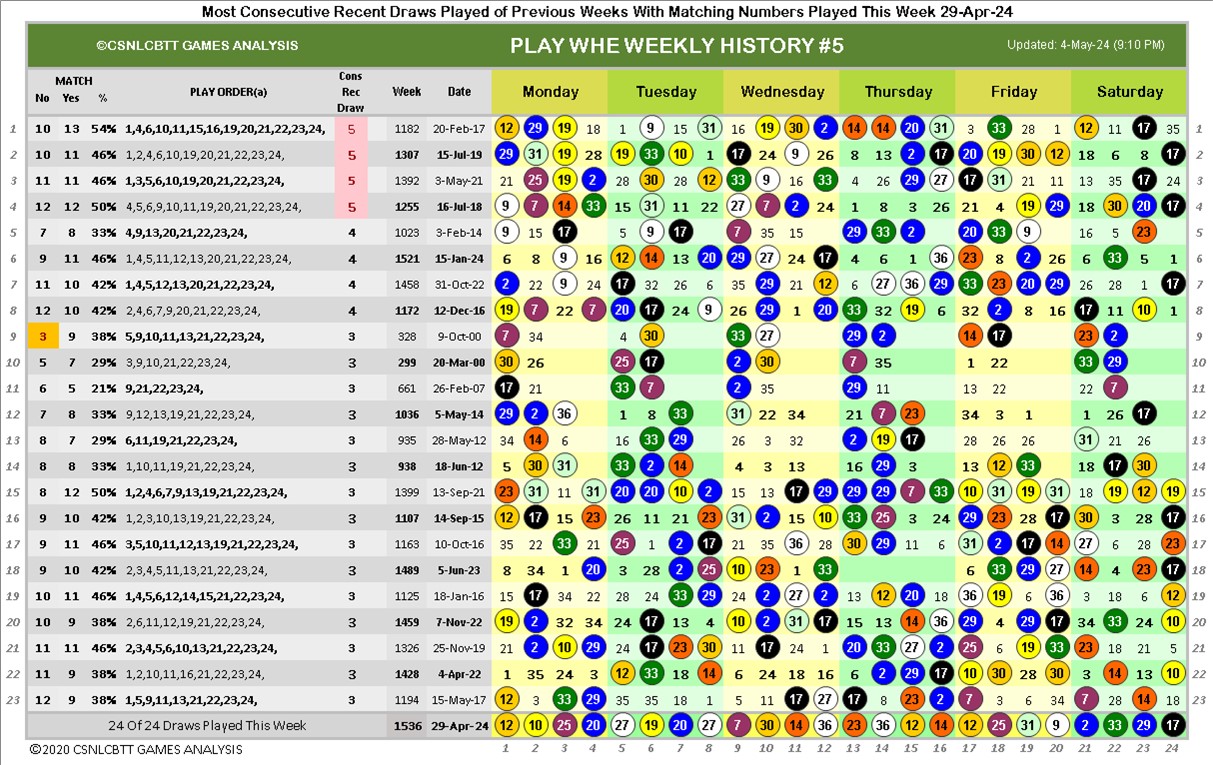 Most Consecutive Recent Draws Played of Previous Weeks With Matching Numbers Played This Week 29-Apr-24
©CSNLCBTT GAMES ANALYSIS PLAY WHE WEEKLY HISTORY #5 Updated: 4-May-24 (9:10 PM)
No MATCH Yes % PLAY ORDER(a) Cons Rec Draw Week Date Monday Tuesday Wednesday Thursday Friday Saturday
1 10 13 54% 1,4,6,10,11,15,16,19,20,21,22,23,24, 5 1182 20-Feb-17 12 29 19 18 1 9 15 31 16 19 30 2 14 14 20 31 3 33 28 1 12 11 17 35 1
2 10 11 46% 1,2,4,6,10,19,20,21,22,23,24, 5 1307 15-Jul-19 29 31 19 28 19 33 10 1 17 24 9 26 8 13 2 17 20 19 30 12 18 6 8 17 2
3 11 11 46% 1,3,5,6,10,19,20,21,22,23,24, 5 1392 3-May-21 21 25 19 2 28 30 28 12 33 9 16 33 4 26 29 27 17 31 21 11 13 35 17 24 3
4 12 12 50% 4,5,6,9,10,11,19,20,21,22,23,24, 5 1255 16-Jul-18 9 7 14 33 15 31 11 22 27 7 2 24 1 8 3 26 21 4 19 29 18 30 20 17 4
5 7 8 33% 4,9,13,20,21,22,23,24, 4 1023 3-Feb-14 9 15 17 5 9 17 7 35 15 29 33 2 20 33 9 16 5 23 5
6 9 11 46% 1,4,5,11,12,13,20,21,22,23,24, 4 1521 15-Jan-24 6 8 9 16 12 14 13 20 29 27 24 17 4 6 1 36 23 8 2 26 6 33 5 1 6
7 11 10 42% 1,4,5,12,13,20,21,22,23,24, 4 1458 31-Oct-22 2 22 9 24 17 32 26 6 35 29 21 12 6 27 36 29 33 23 20 29 26 28 1 17 7
8 12 10 42% 2,4,6,7,9,20,21,22,23,24, 4 1172 12-Dec-16 19 7 22 7 20 17 24 9 26 29 1 20 33 32 19 6 32 2 8 16 17 11 10 1 8
9 3 38% 5,9,10,11,13,21,22,23,24, 3 328 9-Oct-00 7 34 4 30 33 27 29 2 14 17 23 2 9
10 5 7 29% 3,9,10,21,22,23,24, 3 299 20-Mar-00 30 26 25 17 2 30 7 35 1 22 33 29 10
11 6 5 21% 9,21,22,23,24, 3 661 26-Feb-07 17 21 33 7 2 35 29 11 13 22 22 7 11
12 7 8 33% 9,12,13,19,21,22,23,24, 3 1036 5-May-14 29 2 36 1 8 33 31 22 34 21 7 23 34 3 1 1 26 17 12
13 8 7 29% 6,11,19,21,22,23,24, 3 935 28-May-12 34 14 6 16 33 29 26 3 32 2 19 17 28 26 26 31 21 26 13
14 8 8 33% 1,10,11,19,21,22,23,24, 3 938 18-Jun-12 5 30 31 33 2 14 4 3 13 16 29 3 13 12 33 18 17 30 14
15 8 12 50% 1,2,4,6,7,9,13,19,21,22,23,24, 3 1399 13-Sep-21 23 31 11 31 20 20 10 2 15 13 17 29 29 29 7 33 10 31 19 31 18 19 12 19 15
16 9 10 42% 1,2,6,10,13,19,21,22,23,24, 3 1107 14-Sep-15 12 17 15 23 26 11 21 23 31 2 15 10 33 25 3 24 29 23 28 17 30 3 28 17 16
17 9 11 46% 3,5,10,11,12,13,19,21,22,23,24, 3 1163 10-Oct-16 35 22 33 21 25 1 2 17 21 35 36 28 30 29 11 6 31 2 17 14 27 6 28 23 17
18 9 10 42% 2,3,4,5,11,13,21,22,23,24, 3 1489 5-Jun-23 8 34 1 20 3 28 2 25 10 23 1 33 6 33 29 27 14 4 23 17 18
19 10 11 46% 1,4,5,6,12,14,15,21,22,23,24, 3 1125 18-Jan-16 15 17 34 22 28 24 33 29 24 2 27 2 13 12 20 18 36 19 6 36 3 18 6 12 19
20 10 9 38% 2,6,11,12,19,21,22,23,24, 3 1459 7-Nov-22 19 2 32 34 24 17 13 4 10 2 31 17 15 13 14 36 29 4 29 17 34 33 24 10 20
21 11 11 46% 2,3,4,5,6,10,13,21,22,23,24, 3 1326 25-Nov-19 21 2 10 29 24 17 23 30 11 17 24 1 20 33 27 2 25 6 19 33 23 18 21 5 21
22 11 9 38% 1,2,10,11,16,21,22,23,24, 3 1428 4-Apr-22 1 35 24 3 12 33 18 14 1 24 18 16 6 2 29 17 10 30 28 30 3 14 13 10 22
23 12 9 38% 1,5,9,11,13,21,22,23,24, 3 1194 15-May-17 12 3 33 29 35 35 18 1 5 11 17 27 17 8 23 2 7 3 34 6 7 28 14 18 23
24 Of 24 Draws Played This Week 1536 29-Apr-24 12 10 25 20 27 19 20 27 7 30 14 36 23 36 12 14 12 25 31 9 2 33 29 17
©2020 CSNLCBTT GAMES ANALYSIS 1 2 3 4 5 6 7 8 9 10 11 12 13 14 15 16 17 18 19 20 21 22 23 24